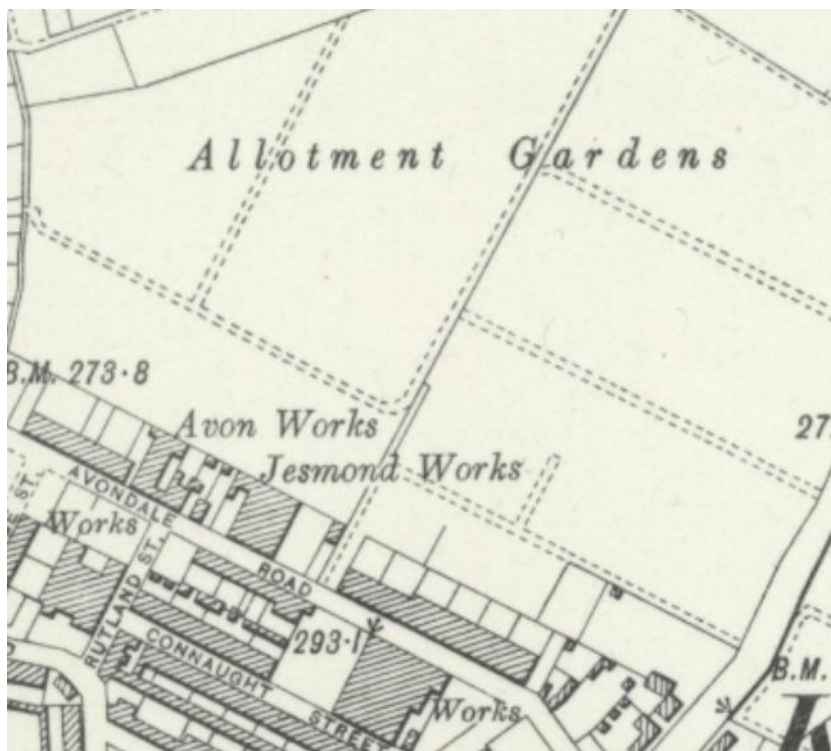 Allotment Gardens
B.M. 273·8
27
Avon Works
Jesmond Works
AVONDALE ROAD
ST.
Works
RUTLAND ST.
293·1
CONNAUGHT STREET
Works
B.M.
K